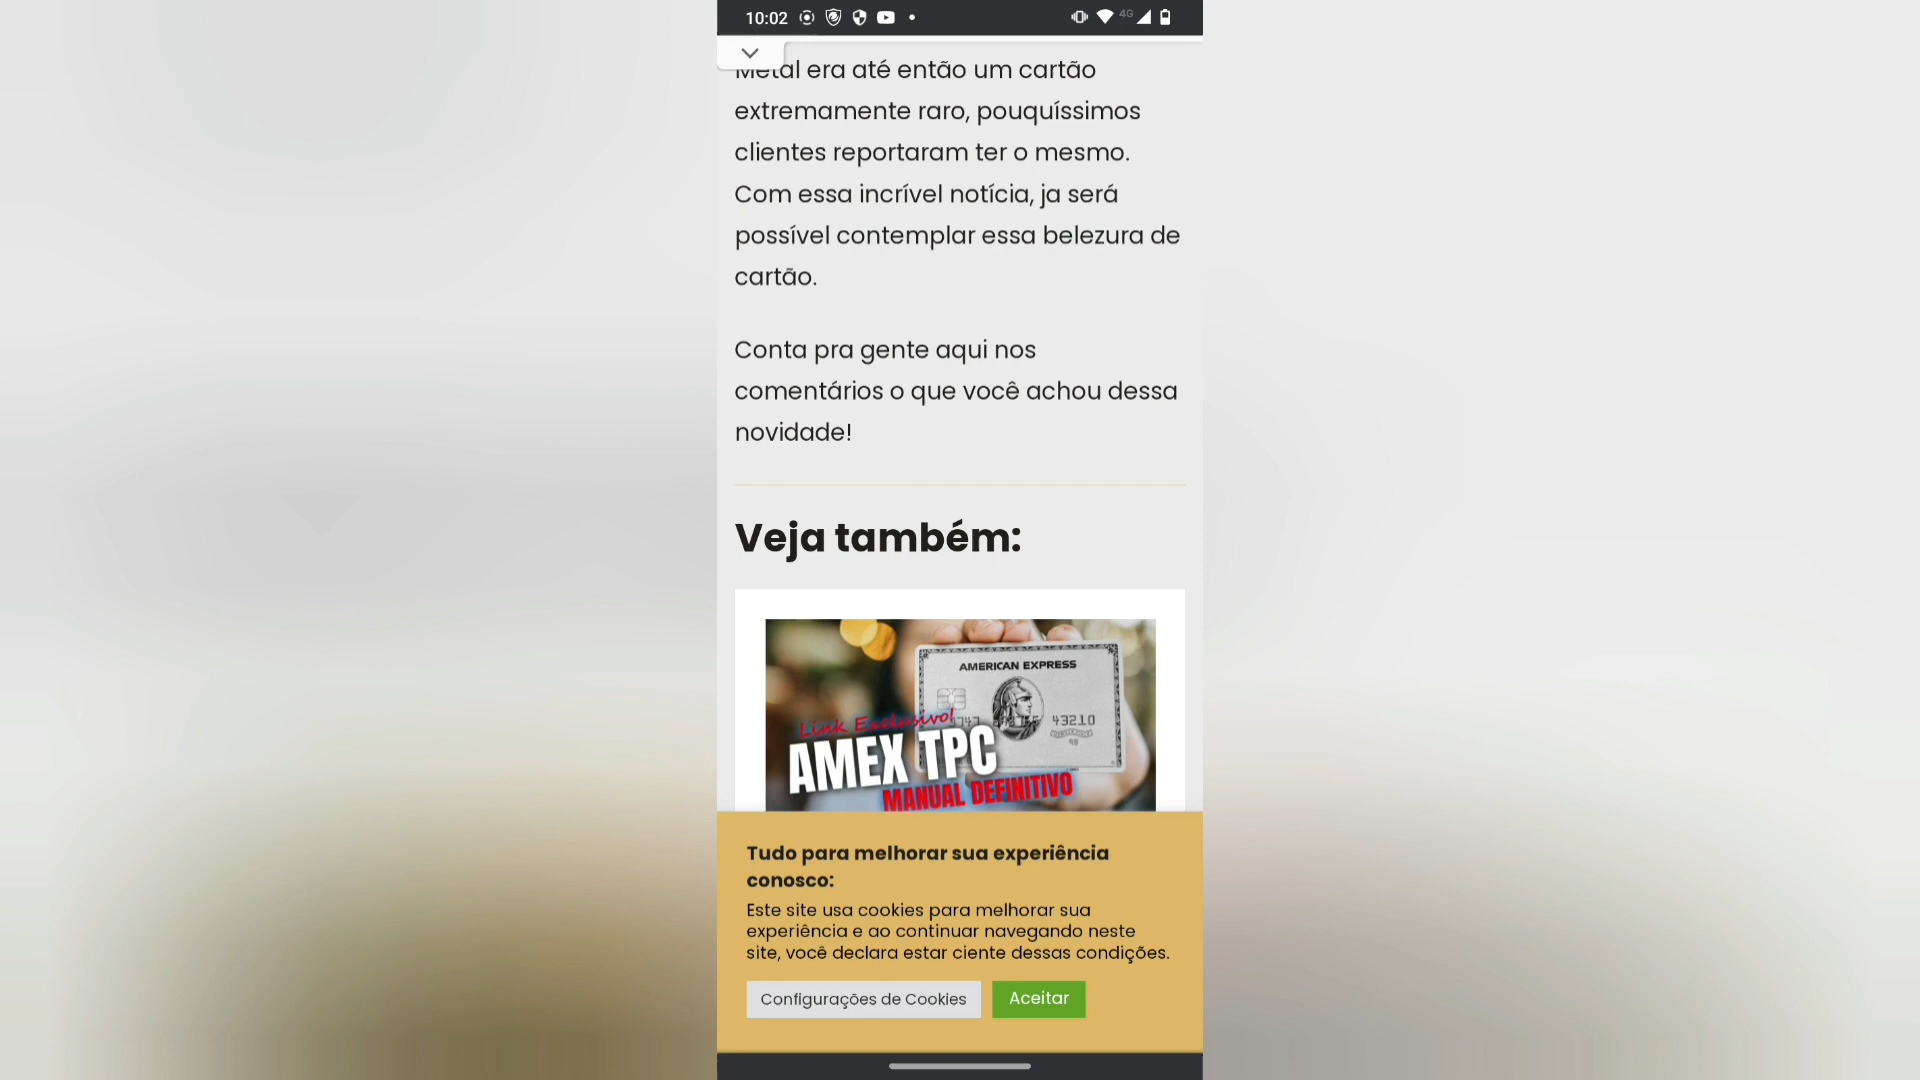 10:02
4G
Metal era até então um cartão
extremamente raro, pouquíssimos
clientes reportaram ter o mesmo.
Com essa incrível notícia, ja será
possível contemplar essa belezura de
cartão.
Conta pra gente aqui nos
comentários o que você achou dessa
novidade!
Veja também:
AMERICAN EXPRESS
43210
Link Exclusivo!
AMEX TPC
MANUAL DEFINITIVO
Tudo para melhorar sua experiência
conosco:
Este site usa cookies para melhorar sua
experiência e ao continuar navegando neste
site, você declara estar ciente dessas condições.
Configurações de Cookies
Aceitar